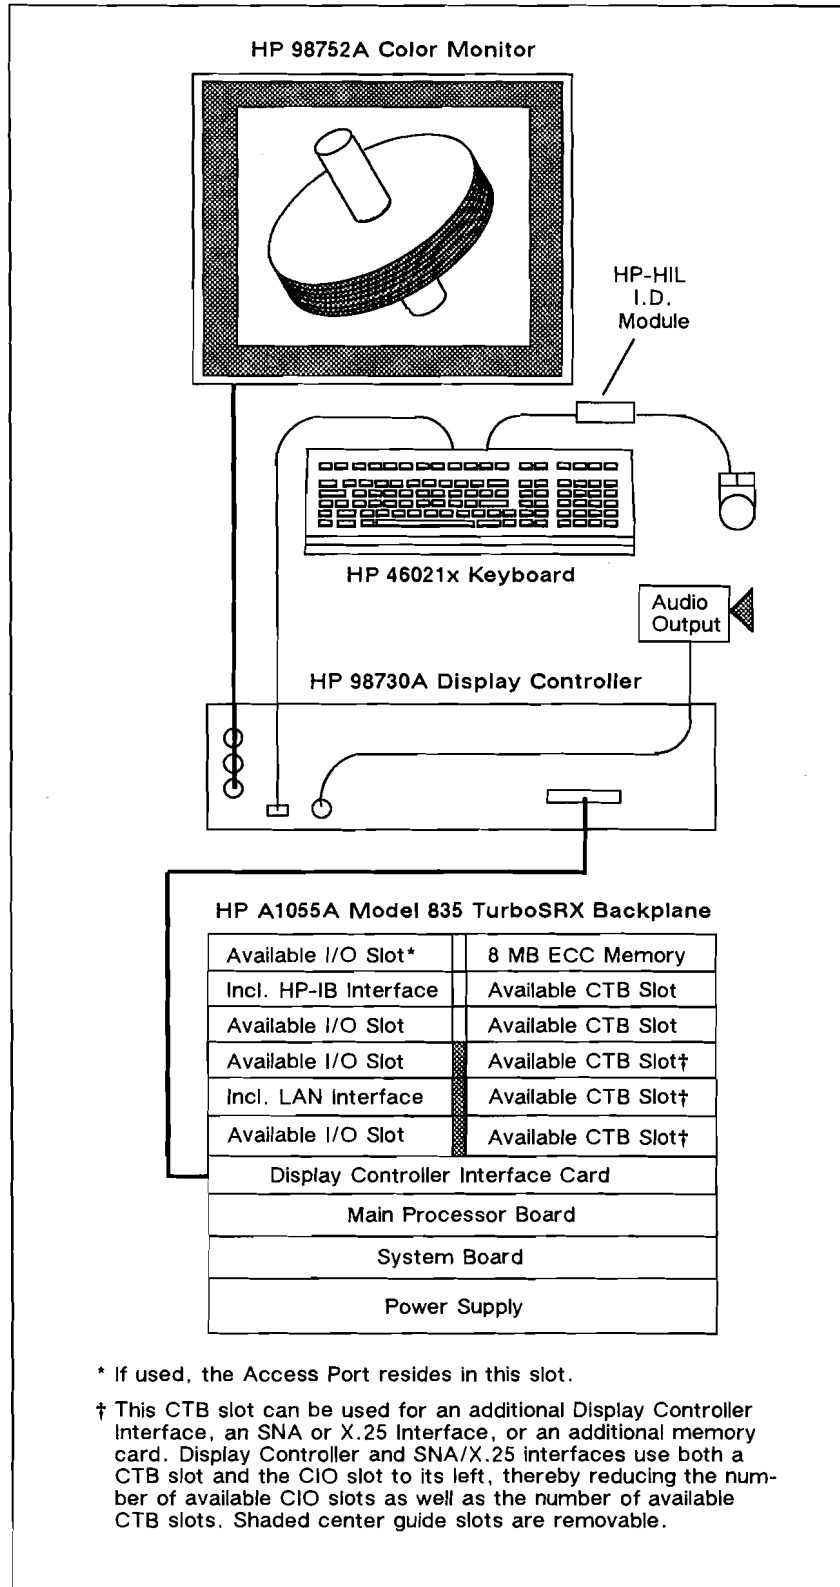 HP 98752A Color Monitor
HP-HIL
I.D.
Module
HP 46021x Keyboard
Audio
Output
HP 98730A Display Controller
HP A1055A Model 835 TurboSRX Backplane
Available I/O Slot* 8 MB ECC Memory
Incl. HP-IB Interface Available CTB Slot
Available I/O Slot Available CTB Slot
Available I/O Slot Available CTB Slot†
Incl. LAN Interface Available CTB Slot†
Available I/O Slot Available CTB Slot†
Display Controller Interface Card
Main Processor Board
System Board
Power Supply
* If used, the Access Port resides in this slot.
† This CTB slot can be used for an additional Display Controller
Interface, an SNA or X.25 Interface, or an additional memory
card. Display Controller and SNA/X.25 interfaces use both a
CTB slot and the CIO slot to its left, thereby reducing the num-
ber of available CIO slots as well as the number of available
CTB slots. Shaded center guide slots are removable.